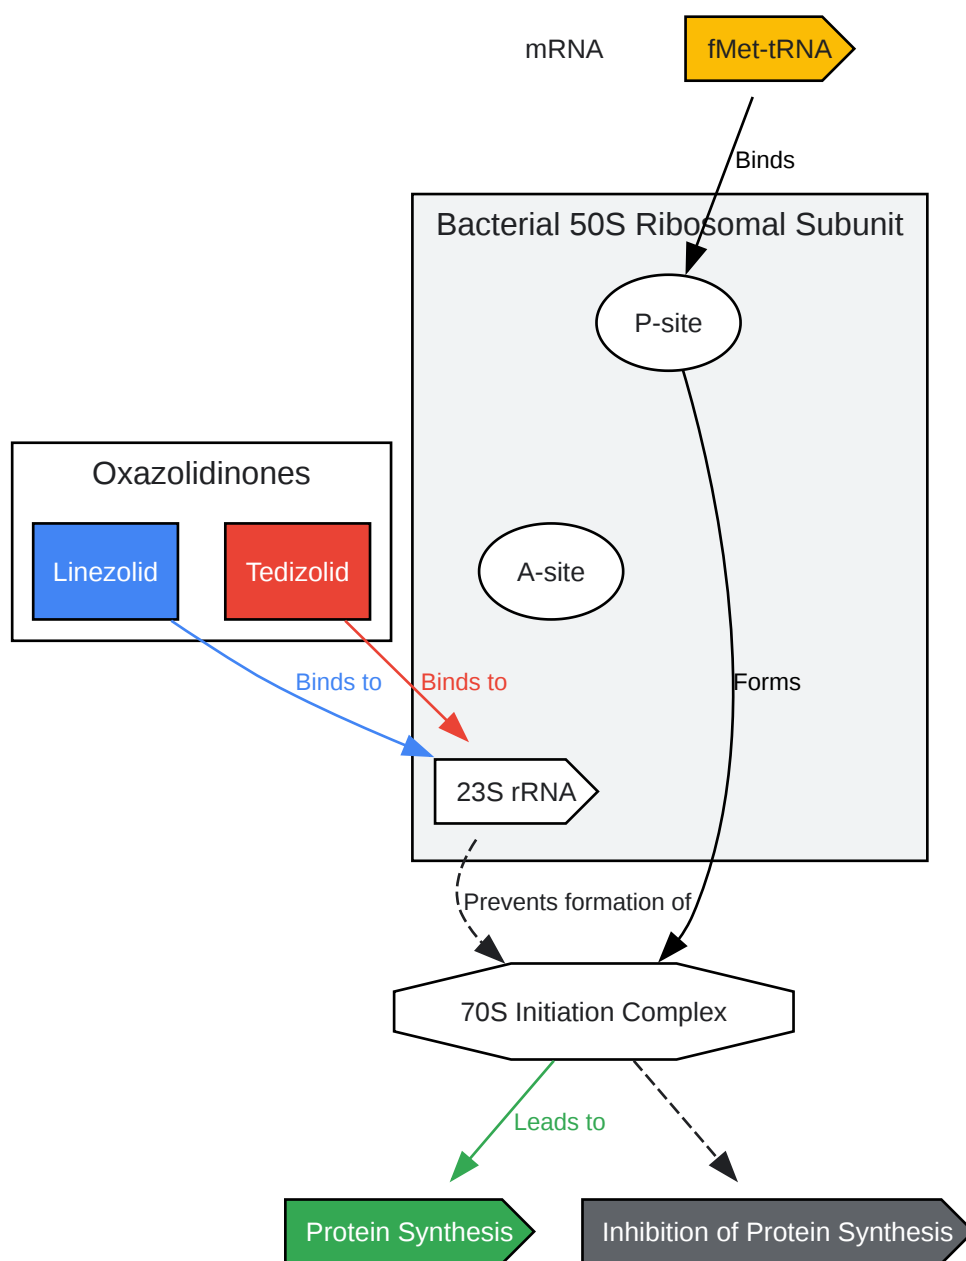 mRNA
fMet-tRNA
Binds
Bacterial 50S Ribosomal Subunit
P-site
Oxazolidinones
Linezolid
Tedizolid
A-site
Binds to
Binds to
Forms
23S rRNA
Prevents formation of
70S Initiation Complex
Leads to
Protein Synthesis
Inhibition of Protein Synthesis